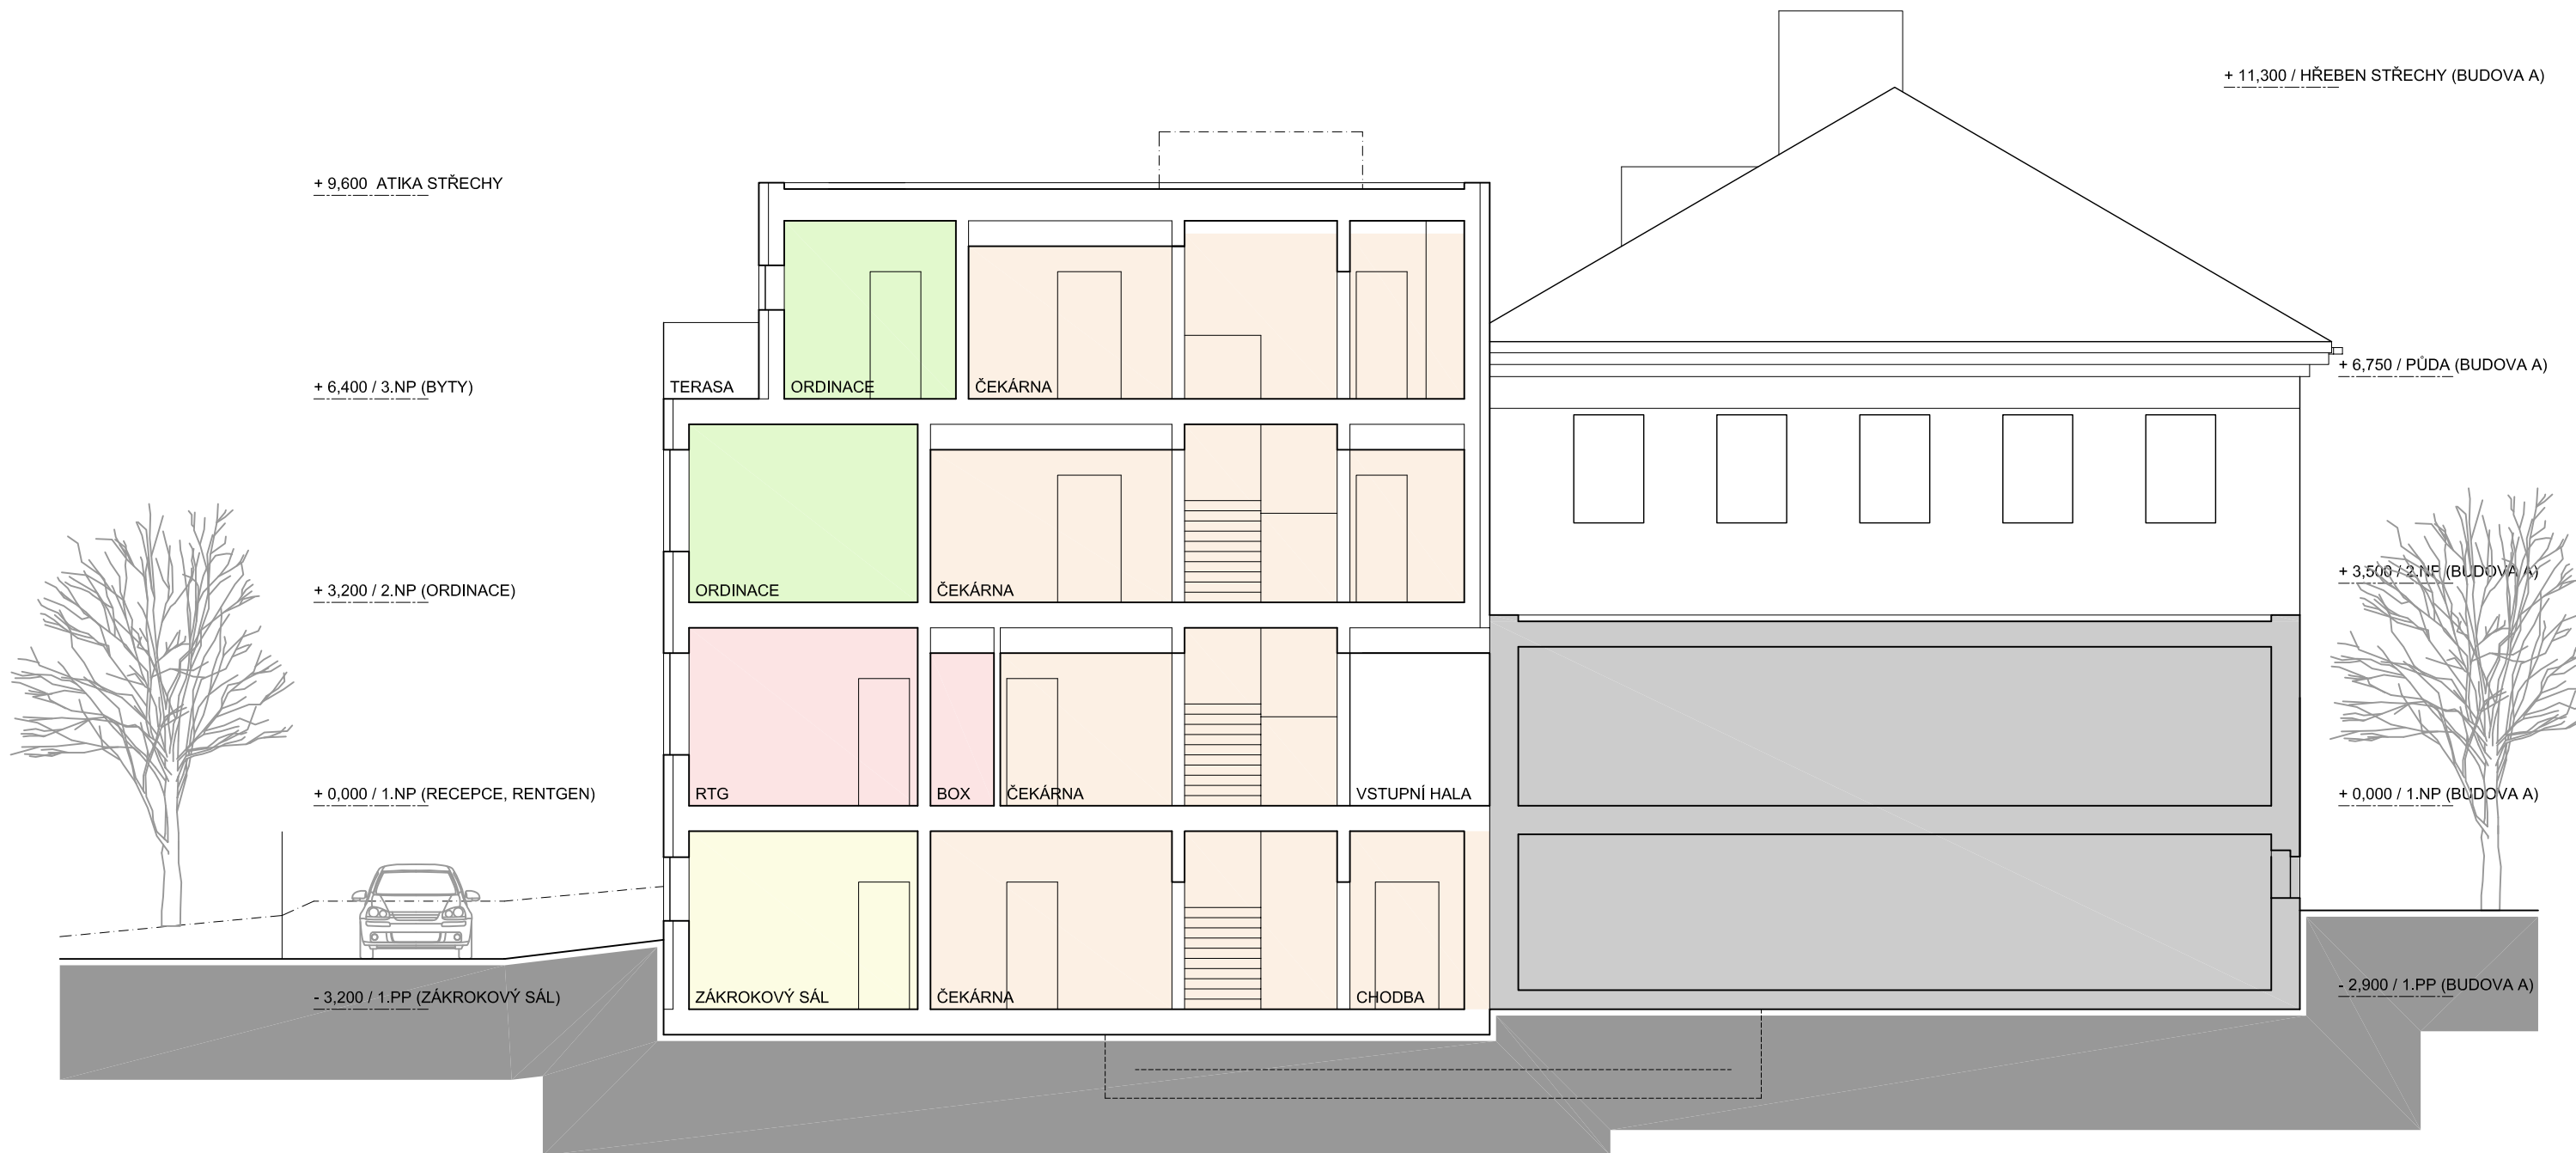 + 11,300 / HŘEBEN STŘECHY (BUDOVA A)
+ 9,600 ATIKA STŘECHY
+ 6,750 / PŮDA (BUDOVA A)
+ 6,400 / 3.NP (BYTY)
TERASA
ORDINACE
ČEKÁRNA
+ 3,500 / 2.NP (BUDOVA A)
+ 3,200 / 2.NP (ORDINACE)
ORDINACE
ČEKÁRNA
+ 0,000 / 1.NP (RECEPCE, RENTGEN)
RTG
BOX
ČEKÁRNA
VSTUPNÍ HALA
+ 0,000 / 1.NP (BUDOVA A)
- 3,200 / 1.PP (ZÁKROKOVÝ SÁL)
ZÁKROKOVÝ SÁL
ČEKÁRNA
CHODBA
- 2,900 / 1.PP (BUDOVA A)